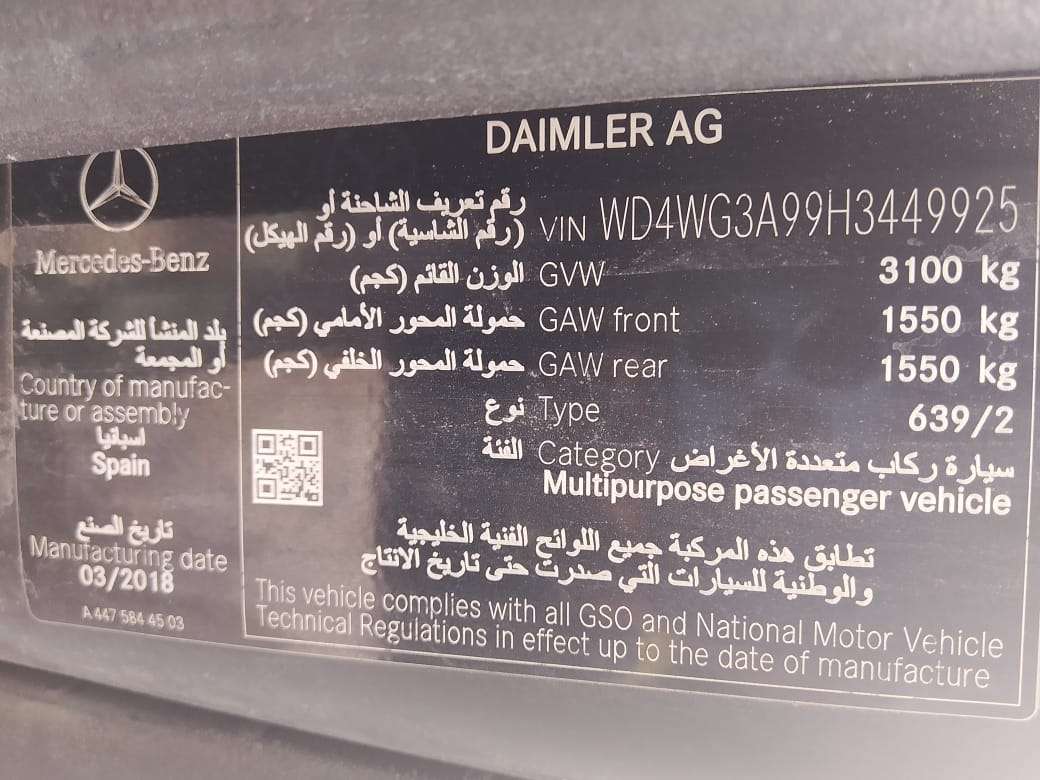 DAIMLER AG
Mercedes-Benz
بلد المنشأ للشركة المصنعة
أو المجمعة
Country of manufac-
ture or assembly
اسبانيا
Spain
تاريخ الصنع
Manufacturing date
03/2018
A 447 584 45 03
رقم تعريف الشاحنة أو
(رقم الشاسية) أو (رقم الهيكل) VIN WD4WG3A99H3449925
الوزن القائم (كجم) GVW 3100 kg
حمولة المحور الأمامي (كجم) GAW front 1550 kg
حمولة المحور الخلفي (كجم) GAW rear 1550 kg
نوع Type 639/2
الفئة Category سيارة ركاب متعددة الأغراض
Multipurpose passenger vehicle
تطابق هذه المركبة جميع اللوائح الفنية الخليجية
والوطنية للسيارات التي صدرت حتى تاريخ الانتاج
This vehicle complies with all GSO and National Motor Vehicle
Technical Regulations in effect up to the date of manufacture